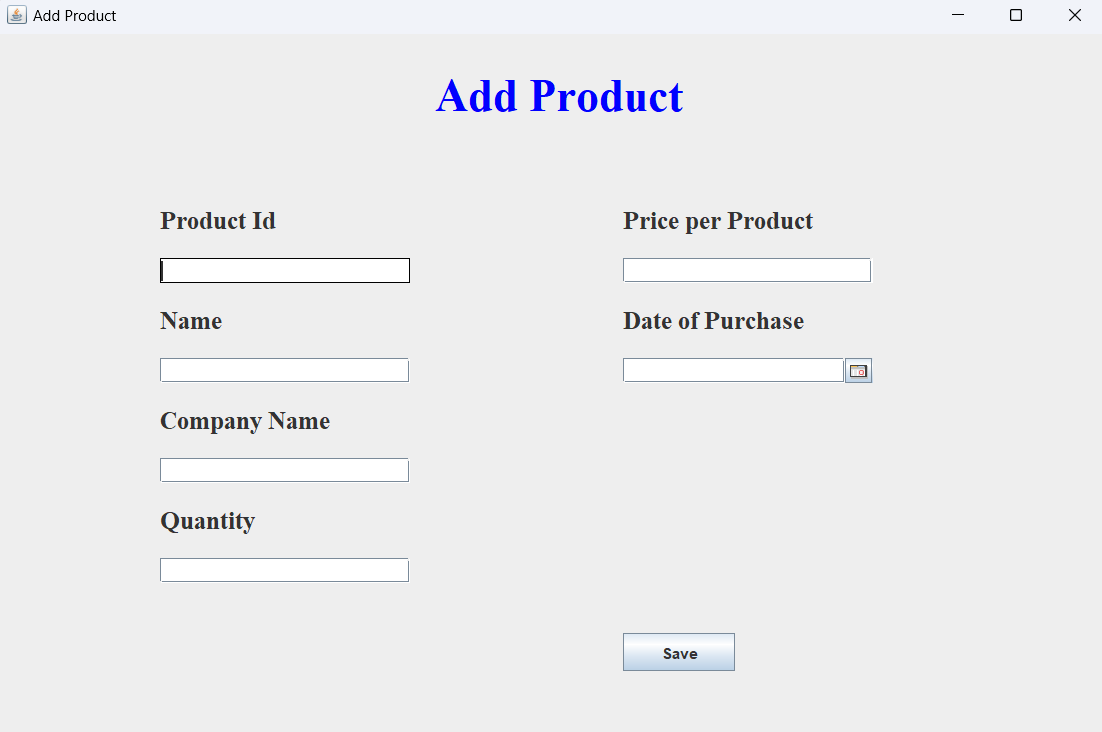 Add Product
Add Product
Product Id
Price per Product
Name
Date of Purchase
Company Name
Quantity
Save